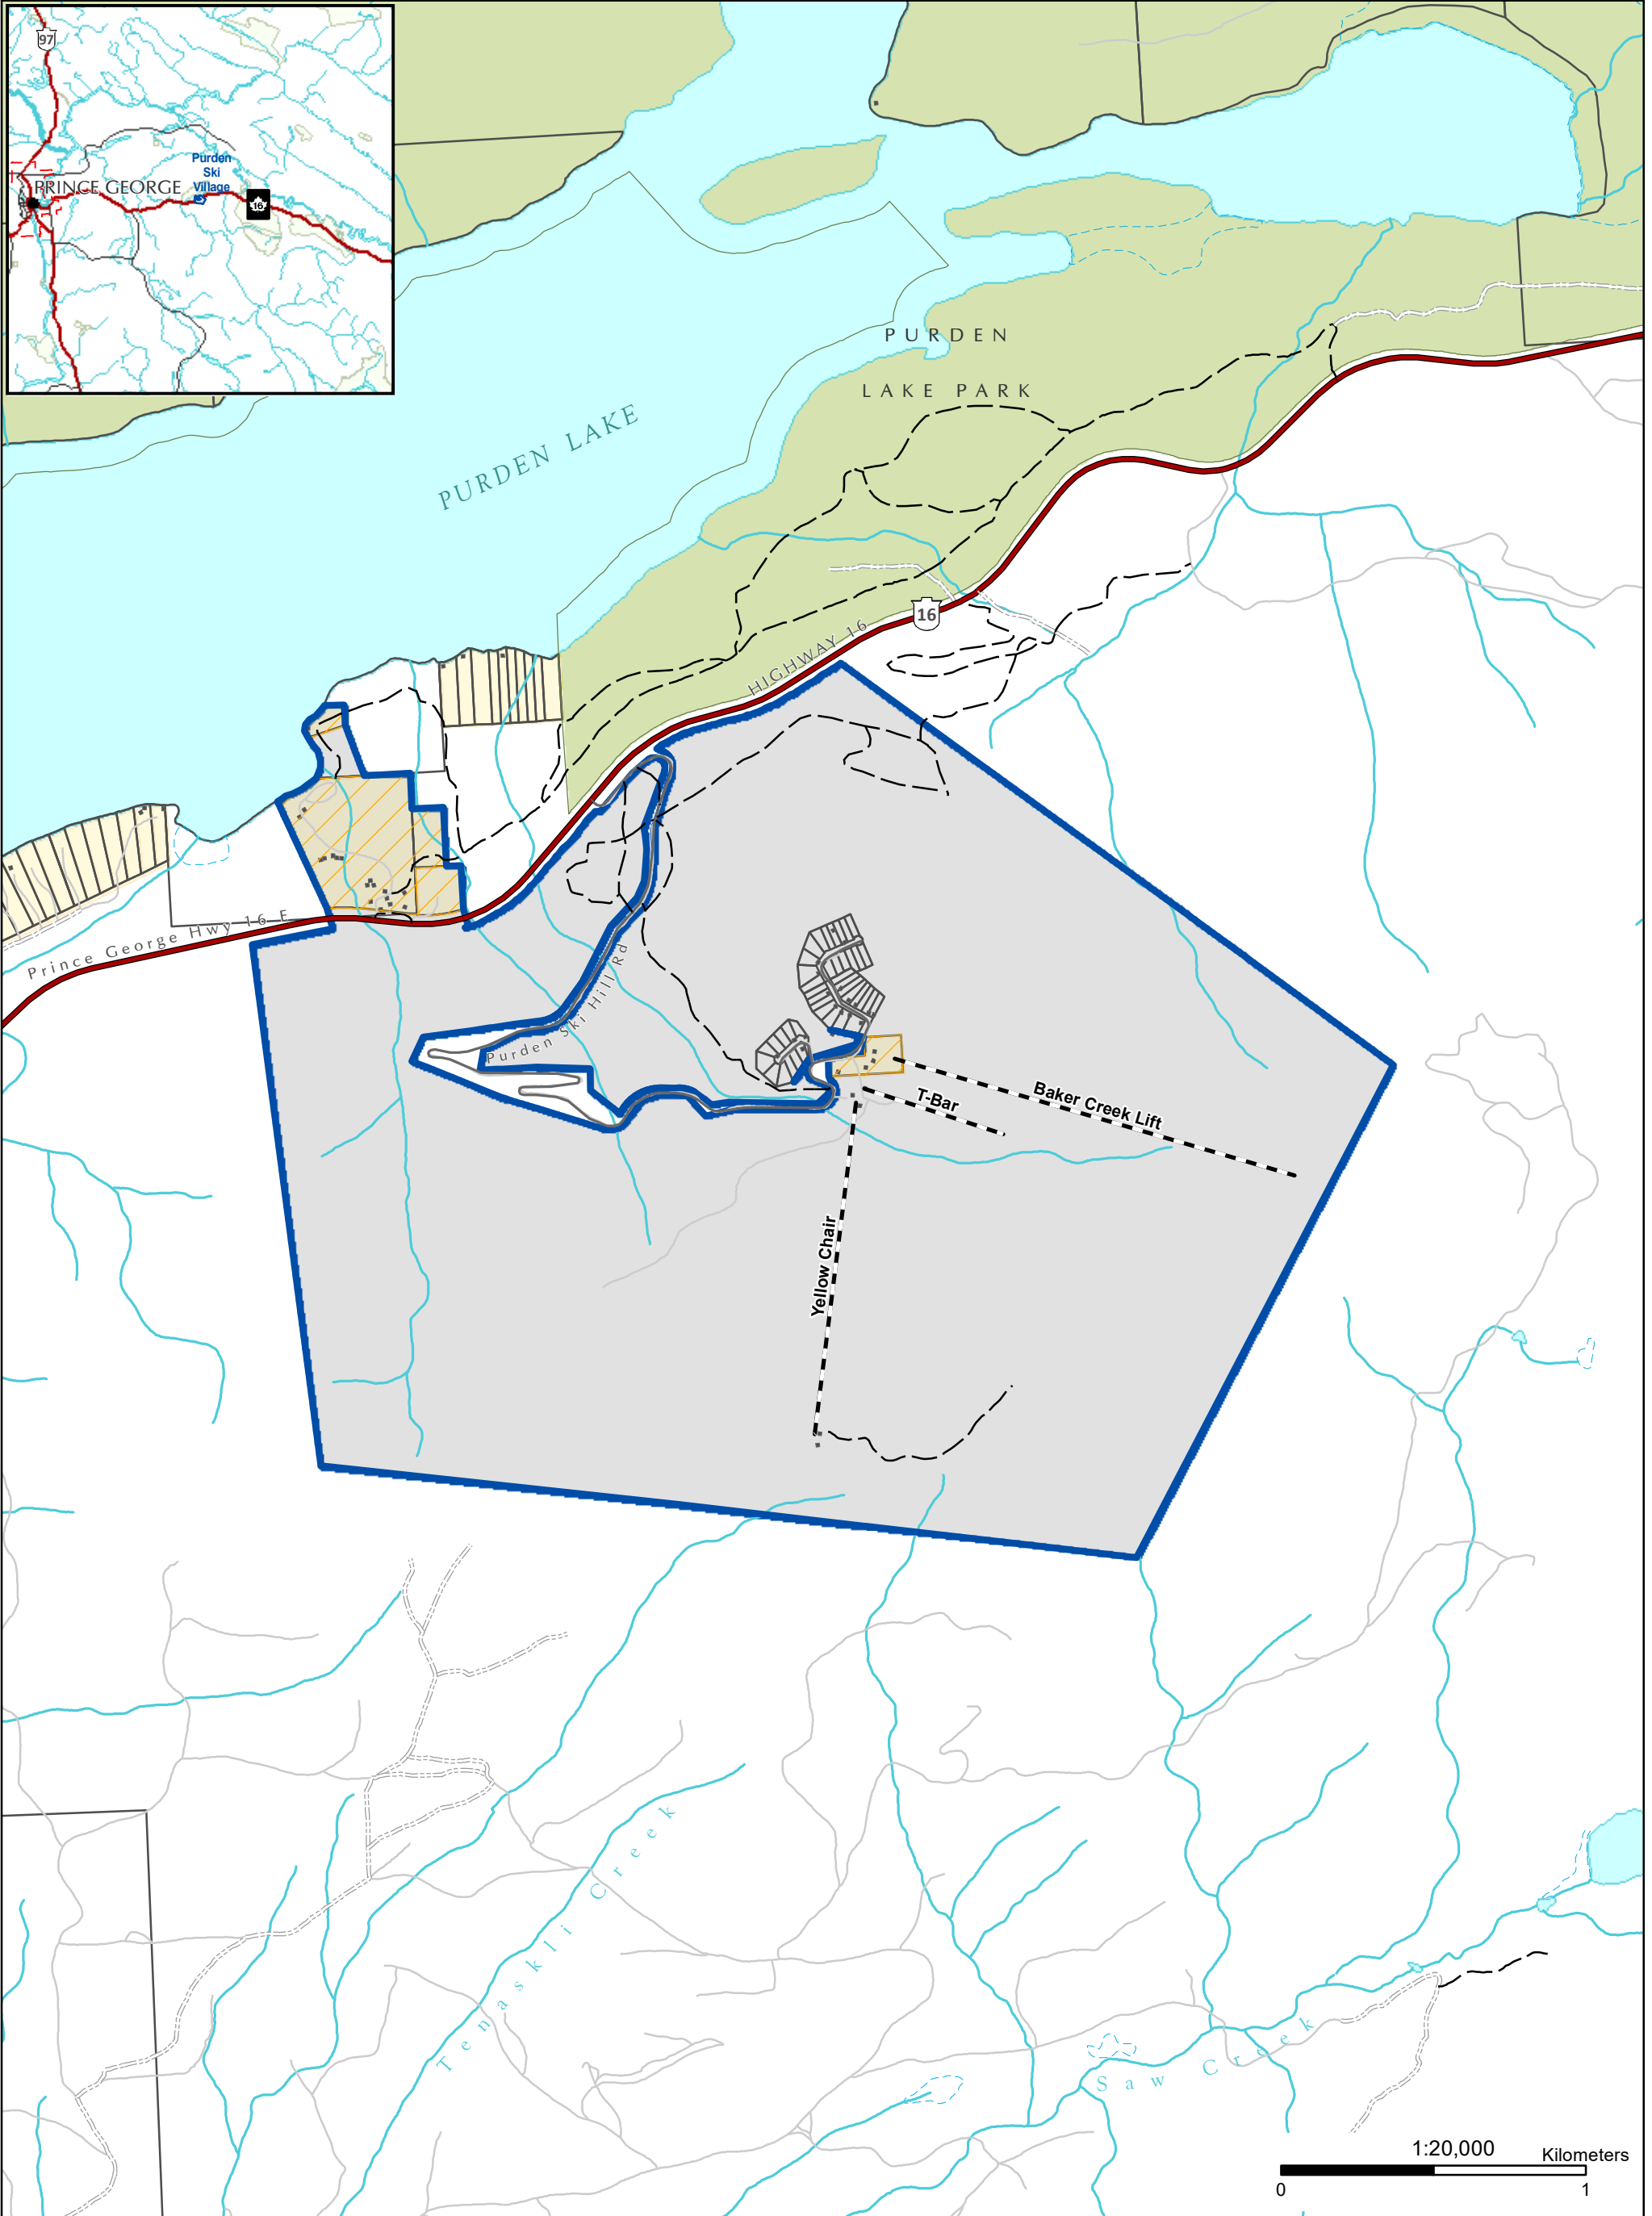 97
Purden
Ski
Village
PRINCE GEORGE
16
PURDEN
LAKE PARK
PURDEN LAKE
16
HIGHWAY 16
Prince George Hwy 16 E
Purden Ski Hill Rd
Baker Creek Lift
T-Bar
Yellow Chair
Tenaskli Creek
Saw Creek
1:20,000
Kilometers
0 1